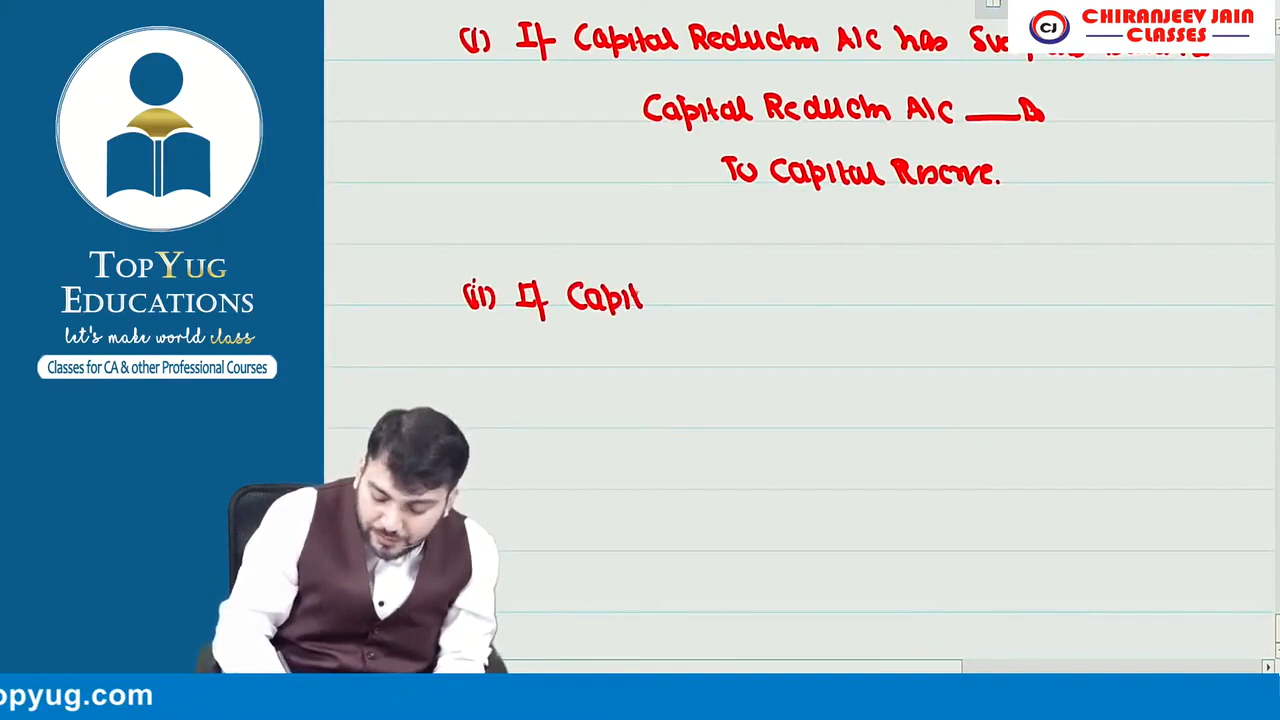 CHIRANJEEV JAIN
CLASSES
CJ
(i) If Capital Reduction A/c has
Capital Reduction A/c — Dr
To Capital Reserve.
(ii) If Capit
TOPYUG
EDUCATIONS
let's make world class
Classes for CA & other Professional Courses
opyug.com